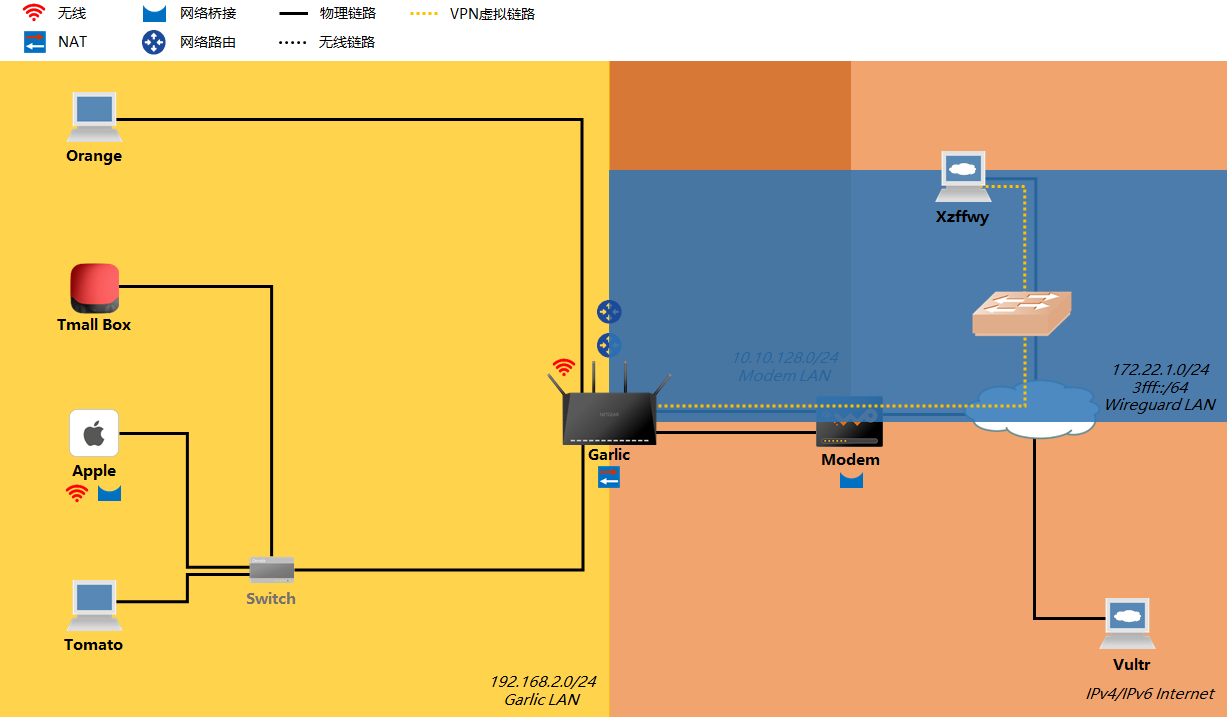 无线
网络桥接
物理链路
VPN虚拟链路
NAT
网络路由
无线链路
Orange
Xzffwy
Tmall Box
10.10.128.0/24
Modem LAN
172.22.1.0/24
3fff::/64
Wireguard LAN
Garlic
Modem
Apple
Switch
Tomato
Vultr
192.168.2.0/24
Garlic LAN
IPv4/IPv6 Internet